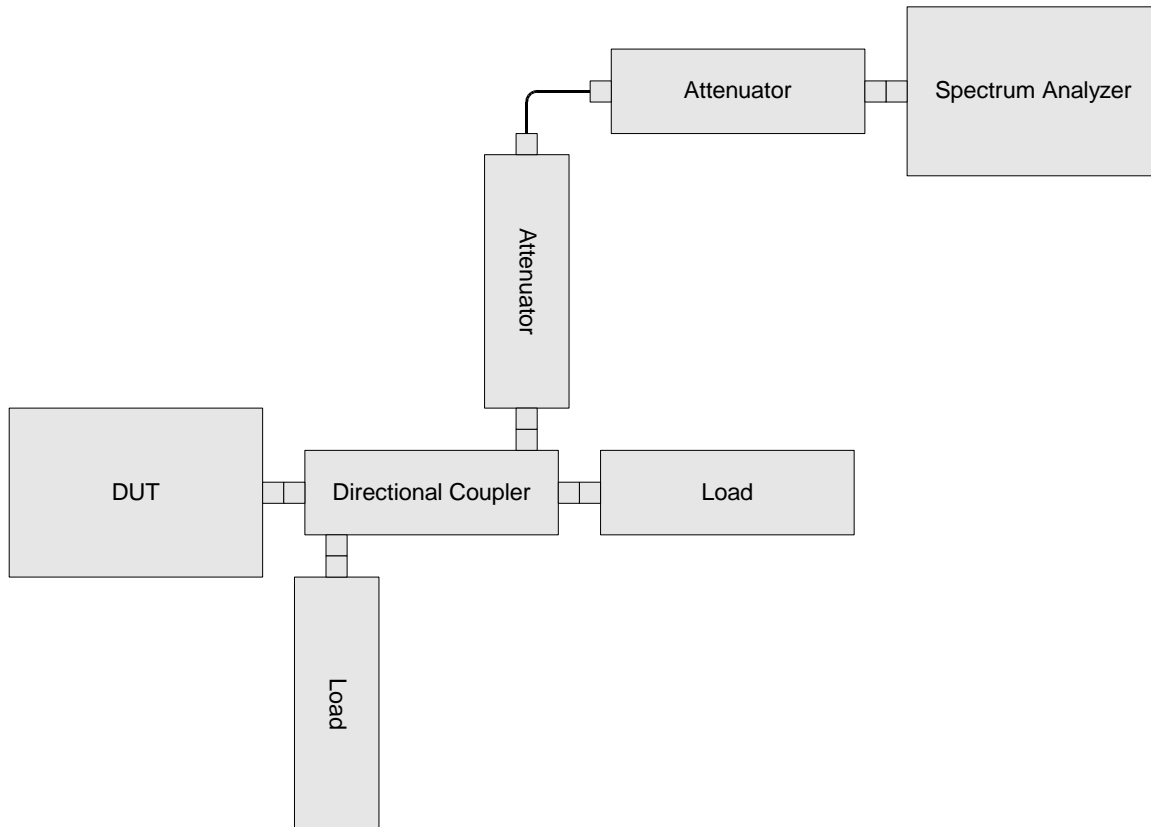 Attenuator
Spectrum Analyzer
Attenuator
DUT
Directional Coupler
Load
Load